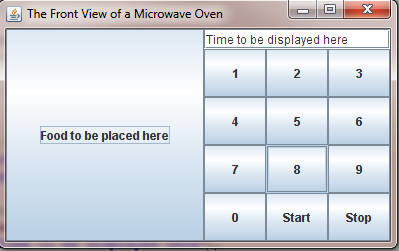 The Front View of a Microwave Oven
Time to be displayed here
1 2 3
Food to be placed here
4 5 6
7 8 9
0 Start Stop